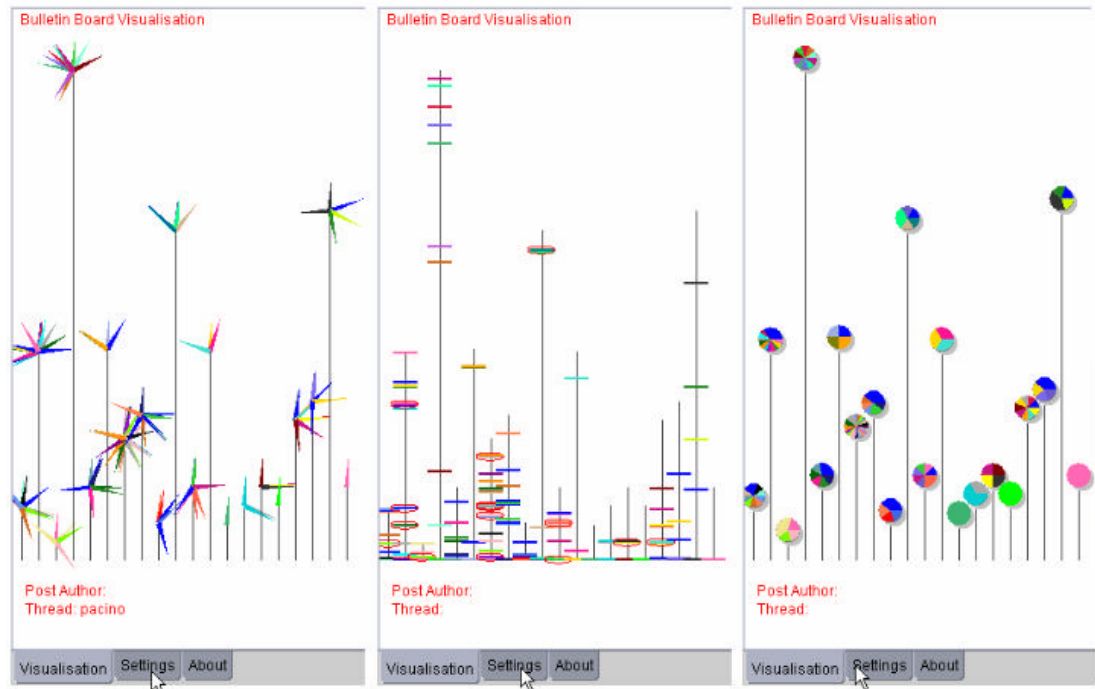 Bulletin Board Visualisation
Post Author:
Thread: pacino
Visualisation Settings About
Bulletin Board Visualisation
Post Author:
Thread:
Visualisation Settings About
Bulletin Board Visualisation
Post Author:
Thread:
Visualisation Settings About